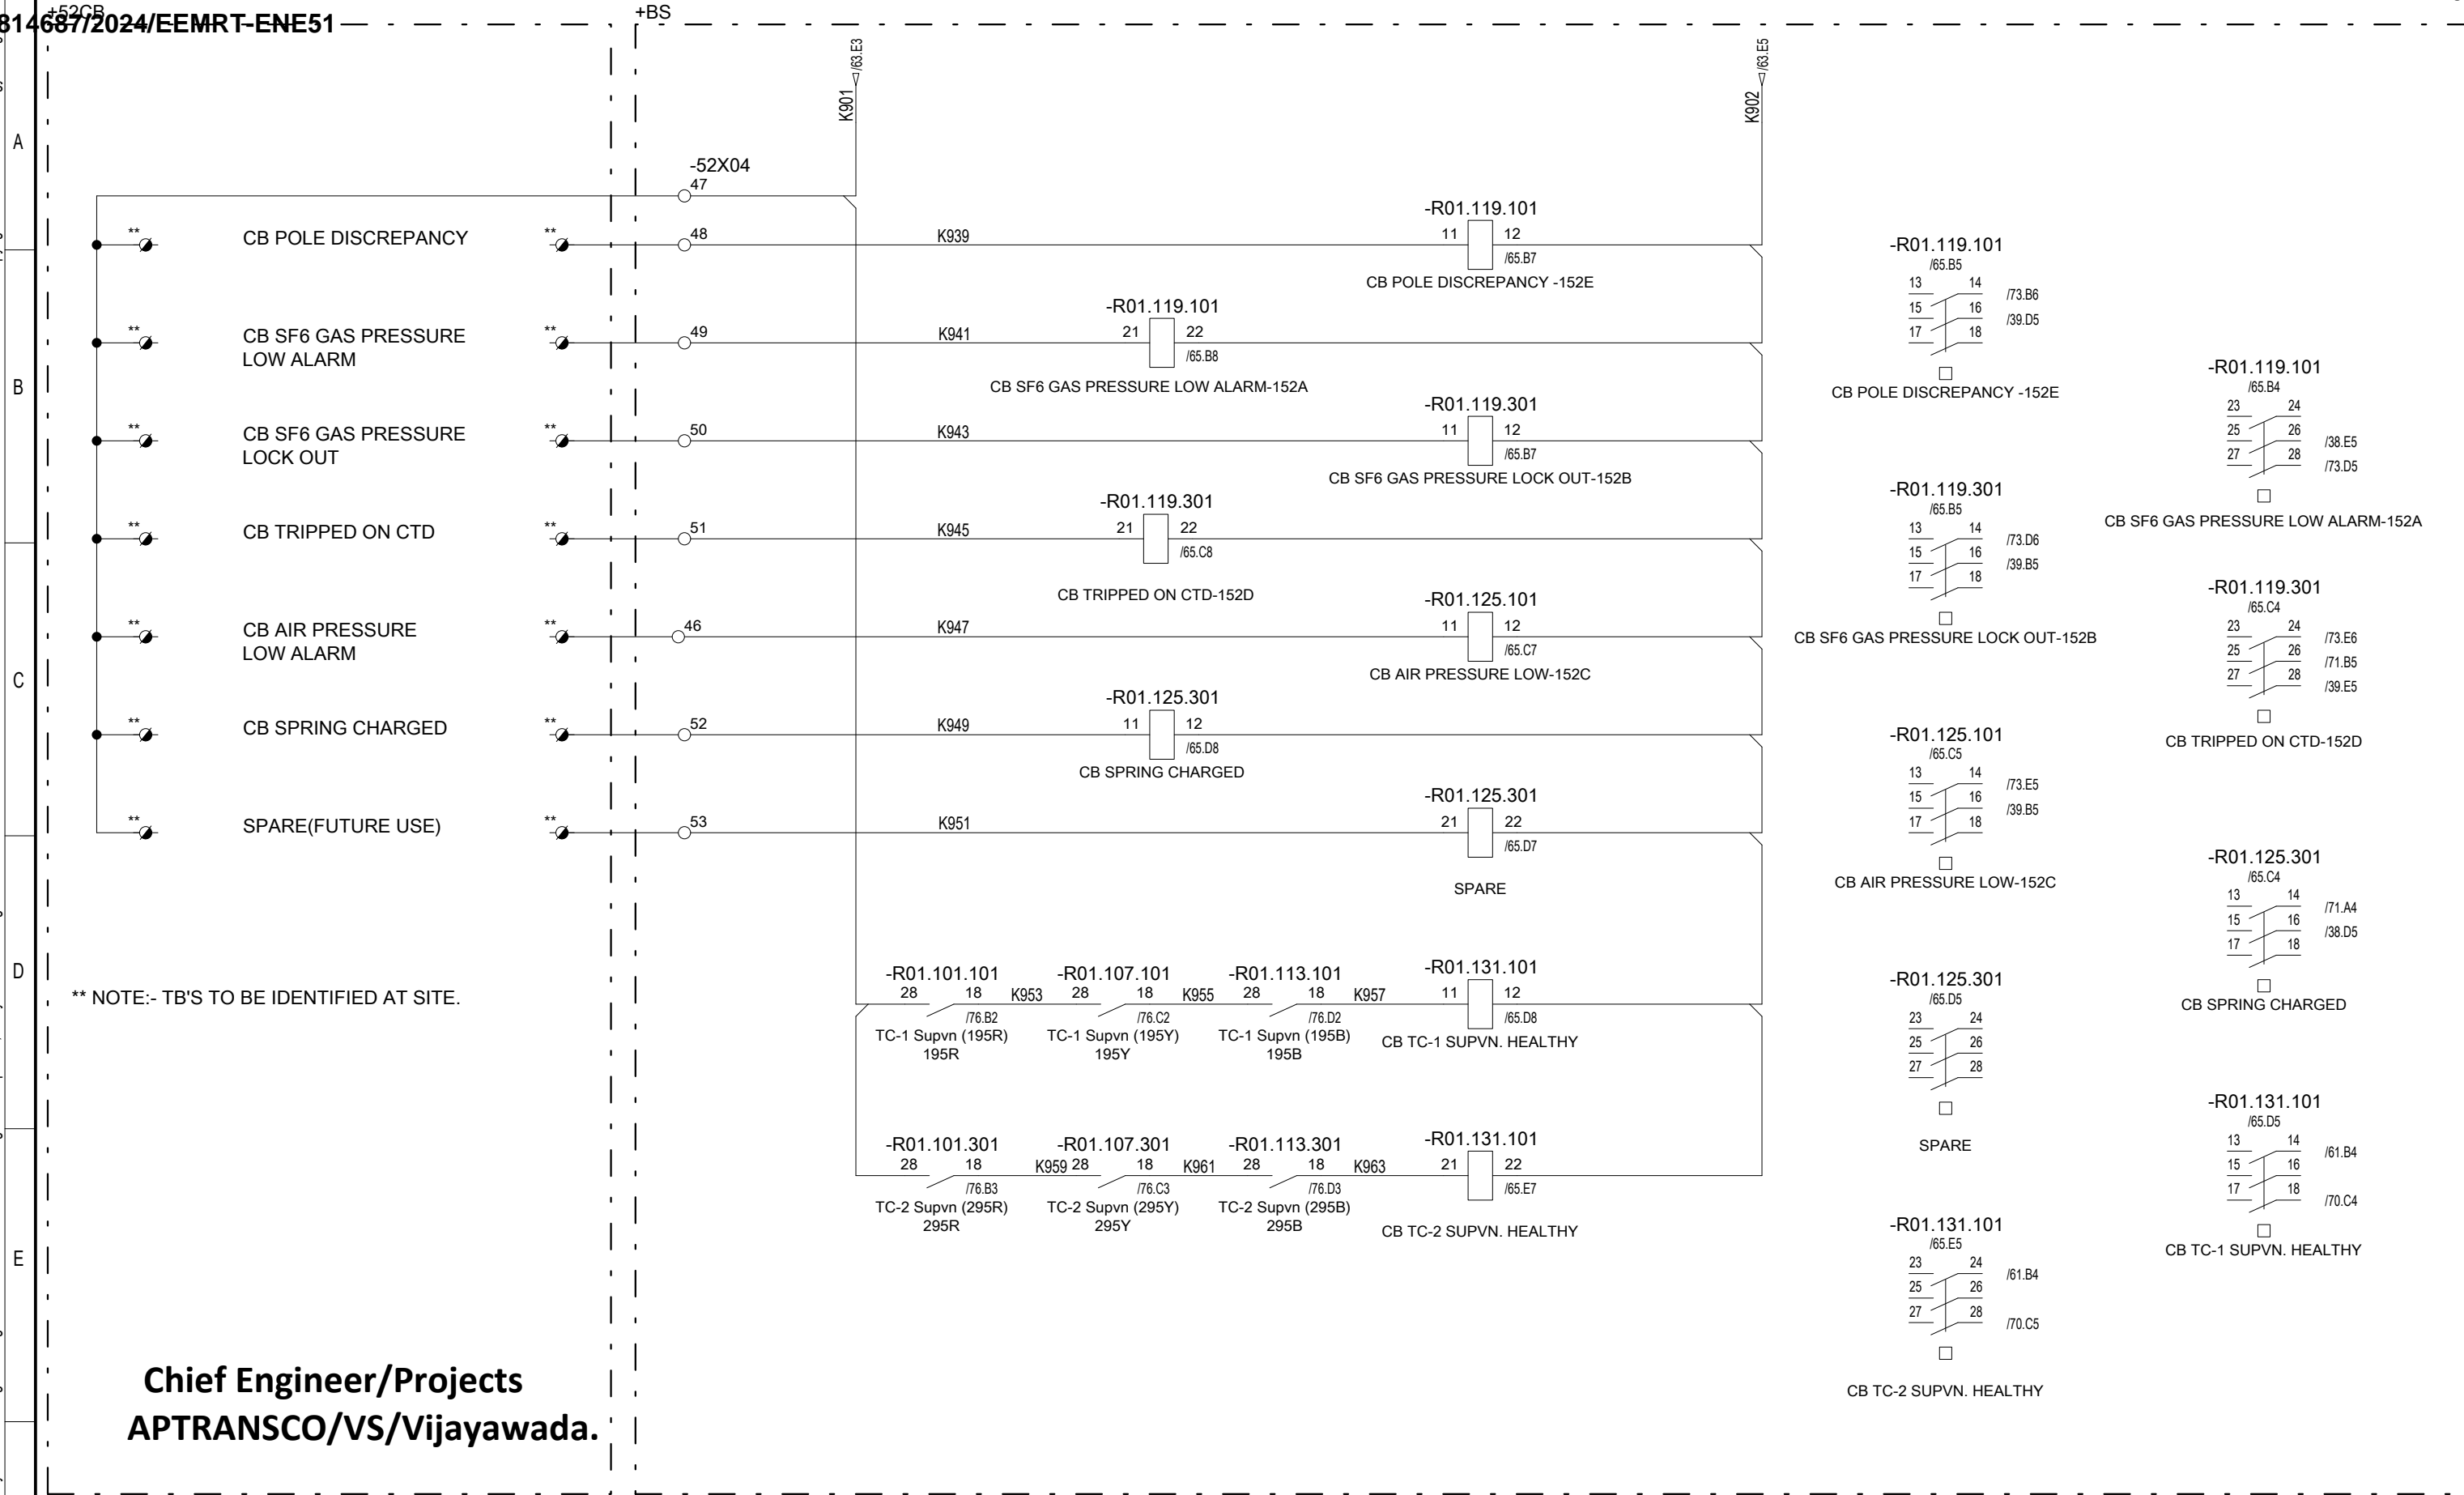 +52CB
814687/2024/EEMRT-ENE51
+BS
/63.E3
/63.E5
K901
K902
A
B
C
D
E
-52X04
47
**
CB POLE DISCREPANCY
**
48
K939
-R01.119.101
11
12
/65.B7
CB POLE DISCREPANCY -152E
**
CB SF6 GAS PRESSURE
LOW ALARM
**
49
K941
-R01.119.101
21
22
/65.B8
CB SF6 GAS PRESSURE LOW ALARM-152A
**
CB SF6 GAS PRESSURE
LOCK OUT
**
50
K943
-R01.119.301
11
12
/65.B7
CB SF6 GAS PRESSURE LOCK OUT-152B
**
CB TRIPPED ON CTD
**
51
K945
-R01.119.301
21
22
/65.C8
CB TRIPPED ON CTD-152D
**
CB AIR PRESSURE
LOW ALARM
**
46
K947
-R01.125.101
11
12
/65.C7
CB AIR PRESSURE LOW-152C
**
CB SPRING CHARGED
**
52
K949
-R01.125.301
11
12
/65.D8
CB SPRING CHARGED
**
SPARE(FUTURE USE)
**
53
K951
-R01.125.301
21
22
/65.D7
SPARE
** NOTE:- TB'S TO BE IDENTIFIED AT SITE.
-R01.101.101
28
18
/76.B2
TC-1 Supvn (195R)
195R
K953
-R01.107.101
28
18
/76.C2
TC-1 Supvn (195Y)
195Y
K955
-R01.113.101
28
18
/76.D2
TC-1 Supvn (195B)
195B
K957
-R01.131.101
11
12
/65.D8
CB TC-1 SUPVN. HEALTHY
-R01.101.301
28
18
/76.B3
TC-2 Supvn (295R)
295R
K959
-R01.107.301
28
18
/76.C3
TC-2 Supvn (295Y)
295Y
K961
-R01.113.301
28
18
/76.D3
TC-2 Supvn (295B)
295B
K963
-R01.131.101
21
22
/65.E7
CB TC-2 SUPVN. HEALTHY
-R01.119.101
/65.B5
13 14 /73.B6
15 16 /39.D5
17 18
CB POLE DISCREPANCY -152E
-R01.119.101
/65.B4
23 24
25 26 /38.E5
27 28 /73.D5
CB SF6 GAS PRESSURE LOW ALARM-152A
-R01.119.301
/65.B5
13 14 /73.D6
15 16 /39.B5
17 18
CB SF6 GAS PRESSURE LOCK OUT-152B
-R01.119.301
/65.C4
23 24 /73.E6
25 26 /71.B5
27 28 /39.E5
CB TRIPPED ON CTD-152D
-R01.125.101
/65.C5
13 14 /73.E5
15 16 /39.B5
17 18
CB AIR PRESSURE LOW-152C
-R01.125.301
/65.C4
13 14 /71.A4
15 16 /38.D5
17 18
CB SPRING CHARGED
-R01.125.301
/65.D5
23 24
25 26
27 28
SPARE
-R01.131.101
/65.D5
13 14 /61.B4
15 16
17 18 /70.C4
CB TC-1 SUPVN. HEALTHY
-R01.131.101
/65.E5
23 24 /61.B4
25 26
27 28 /70.C5
CB TC-2 SUPVN. HEALTHY
Chief Engineer/Projects
APTRANSCO/VS/Vijayawada.